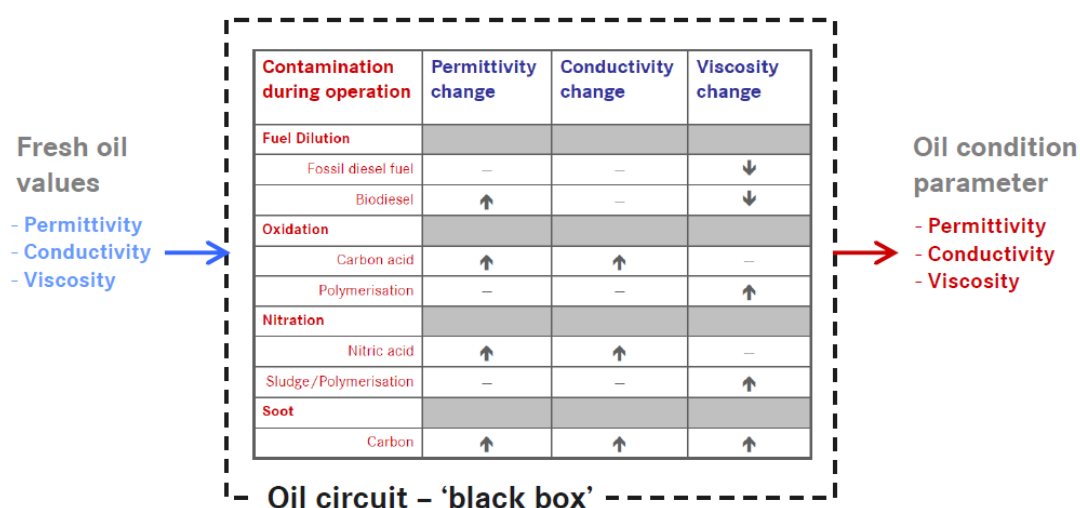 Fresh oil
values
- Permittivity
- Conductivity
- Viscosity
Contamination
during operation
Permittivity
change
Conductivity
change
Viscosity
change
Fuel Dilution
Fossil diesel fuel – – ↓
Biodiesel ↑ – ↓
Oxidation
Carbon acid ↑ ↑ –
Polymerisation – – ↑
Nitration
Nitric acid ↑ ↑ –
Sludge/Polymerisation – – ↑
Soot
Carbon ↑ ↑ ↑
Oil circuit – ‘black box’
Oil condition
parameter
- Permittivity
- Conductivity
- Viscosity